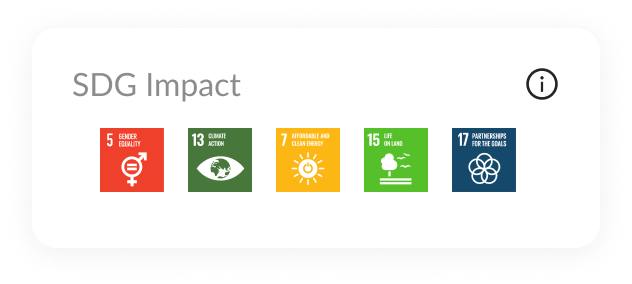 SDG Impact
5 GENDER
EQUALITY
13 CLIMATE
ACTION
7 AFFORDABLE AND
CLEAN ENERGY
15 LIFE
ON LAND
17 PARTNERSHIPS
FOR THE GOALS